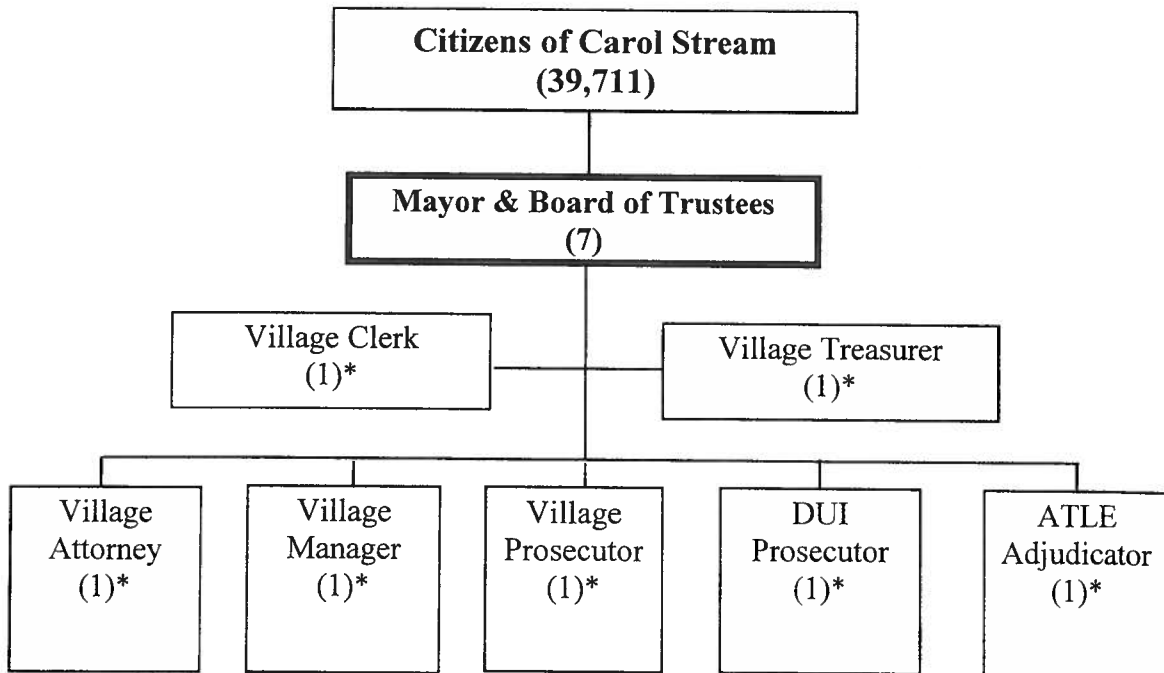 Citizens of Carol Stream
(39,711)
Mayor & Board of Trustees
(7)
Village Clerk
(1)*
Village Treasurer
(1)*
Village
Attorney
(1)*
Village
Manager
(1)*
Village
Prosecutor
(1)*
DUI
Prosecutor
(1)*
ATLE
Adjudicator
(1)*